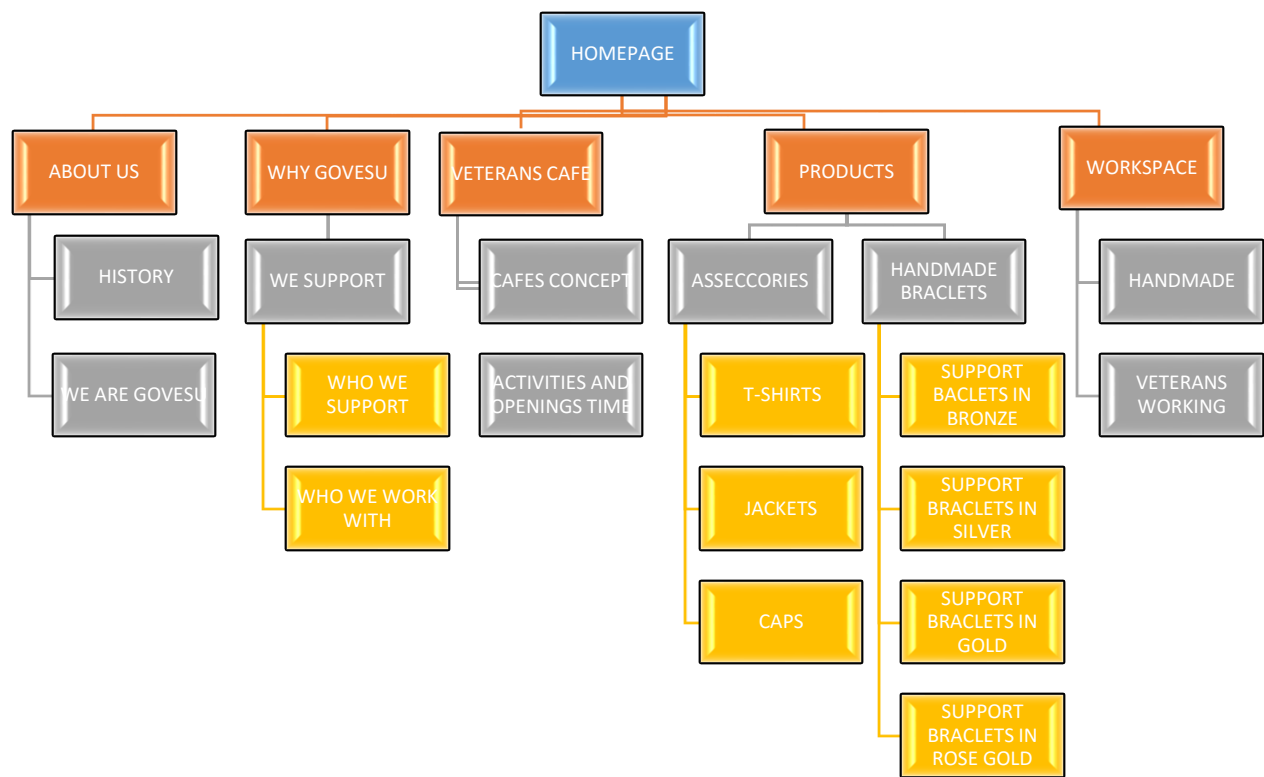 HOMEPAGE
ABOUT US
WHY GOVESU
VETERANS CAFE
PRODUCTS
WORKSPACE
HISTORY
WE SUPPORT
CAFES CONCEPT
ASSECCORIES
HANDMADE
BRACLETS
HANDMADE
WE ARE GOVESU
WHO WE
SUPPORT
ACTIVITIES AND
OPENINGS TIME
T-SHIRTS
SUPPORT
BACLETS IN
BRONZE
VETERANS
WORKING
WHO WE WORK
WITH
JACKETS
SUPPORT
BRACLETS IN
SILVER
CAPS
SUPPORT
BRACLETS IN
GOLD
SUPPORT
BRACLETS IN
ROSE GOLD